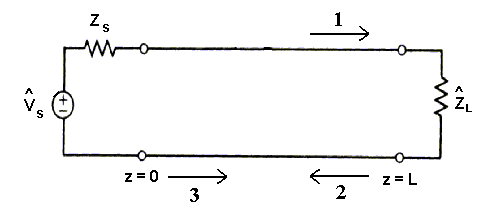 Z_S
1
V̂_S
+
−
Ẑ_L
z = 0
3
2
z = L